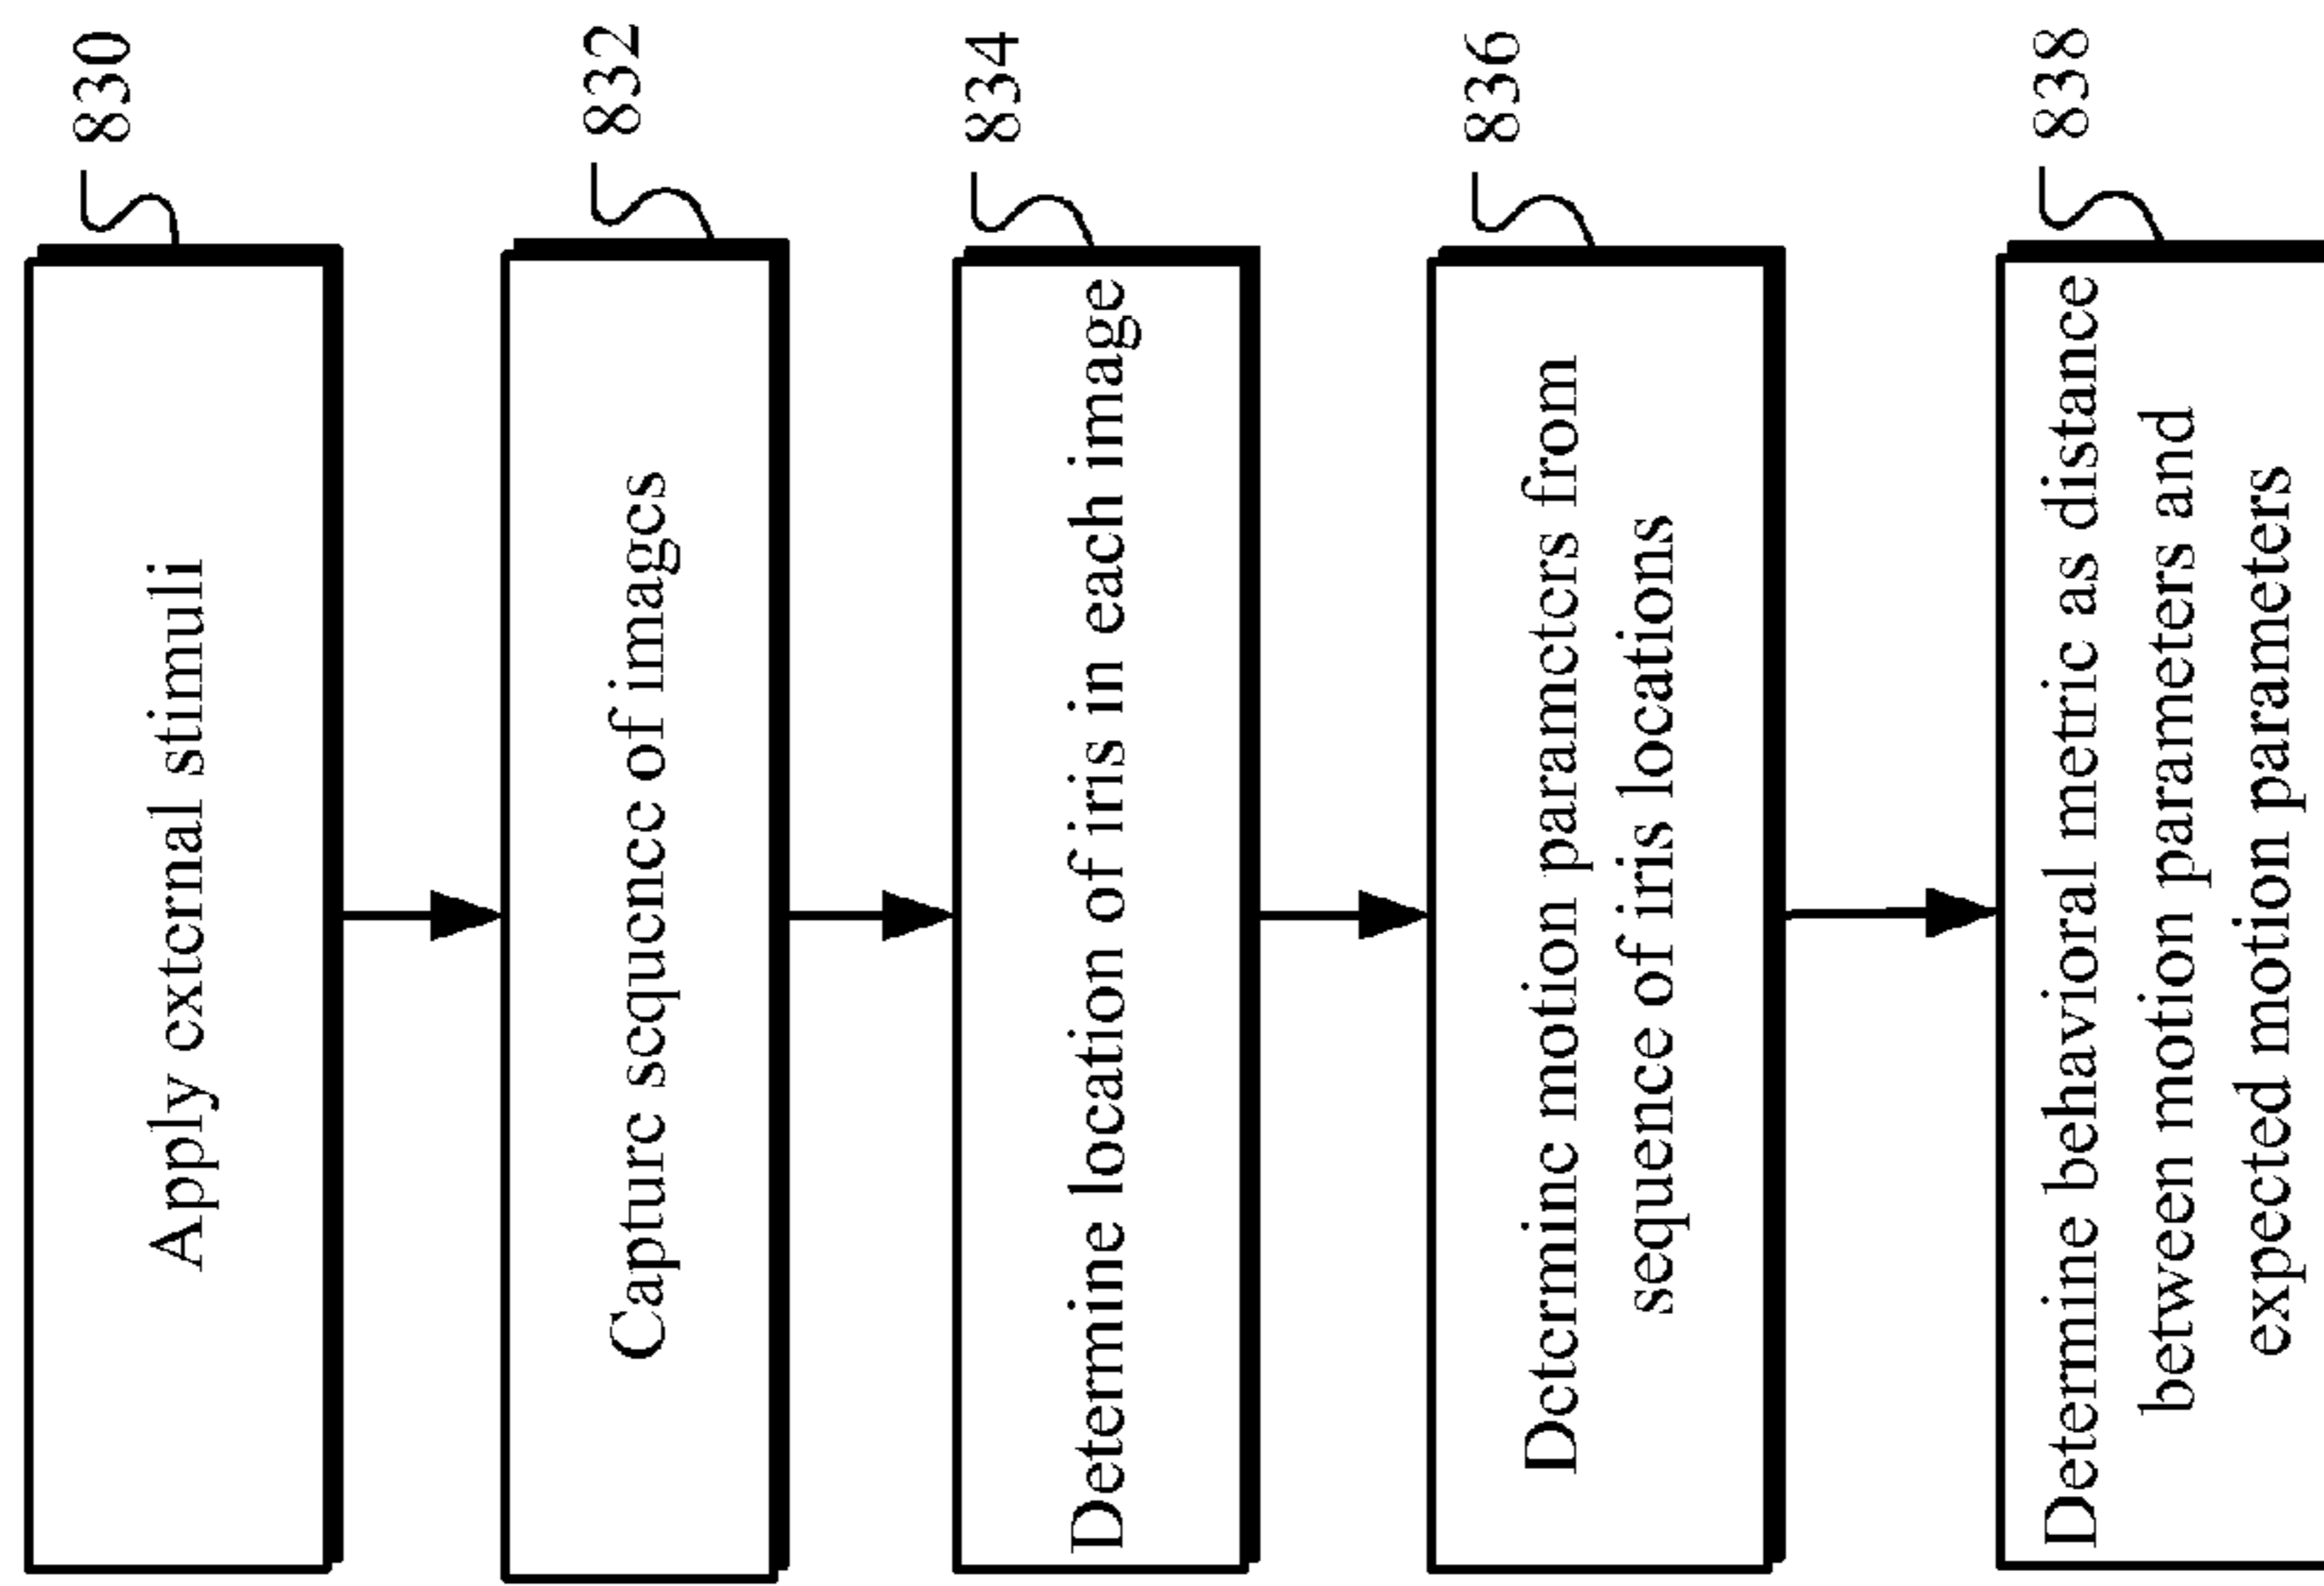 Apply external stimuli
830
Capture sequence of images
832
Determine location of iris in each image
834
Determine motion parameters from
sequence of iris locations
836
Determine behavioral metric as distance
between motion parameters and
expected motion parameters
838